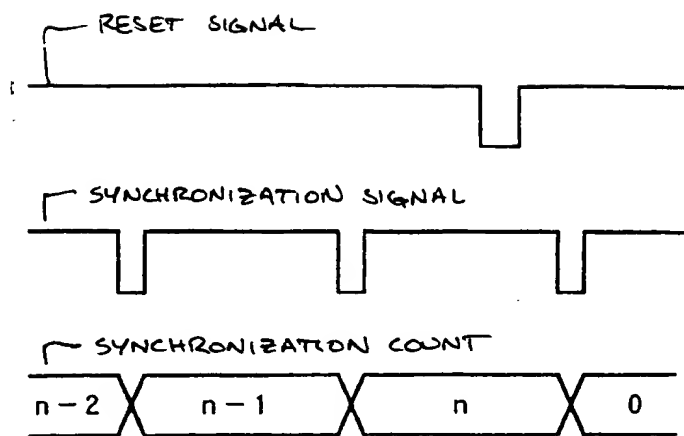 RESET SIGNAL
SYNCHRONIZATION SIGNAL
SYNCHRONIZATION COUNT
n-2 n-1 n 0